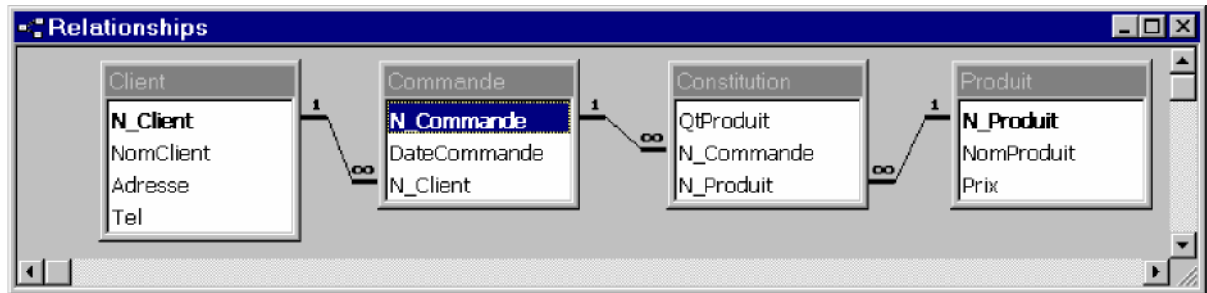 Relationships
Client
N_Client
NomClient
Adresse
Tel
1
∞
Commande
N_Commande
DateCommande
N_Client
1
∞
Constitution
QtProduit
N_Commande
N_Produit
∞
1
Produit
N_Produit
NomProduit
Prix